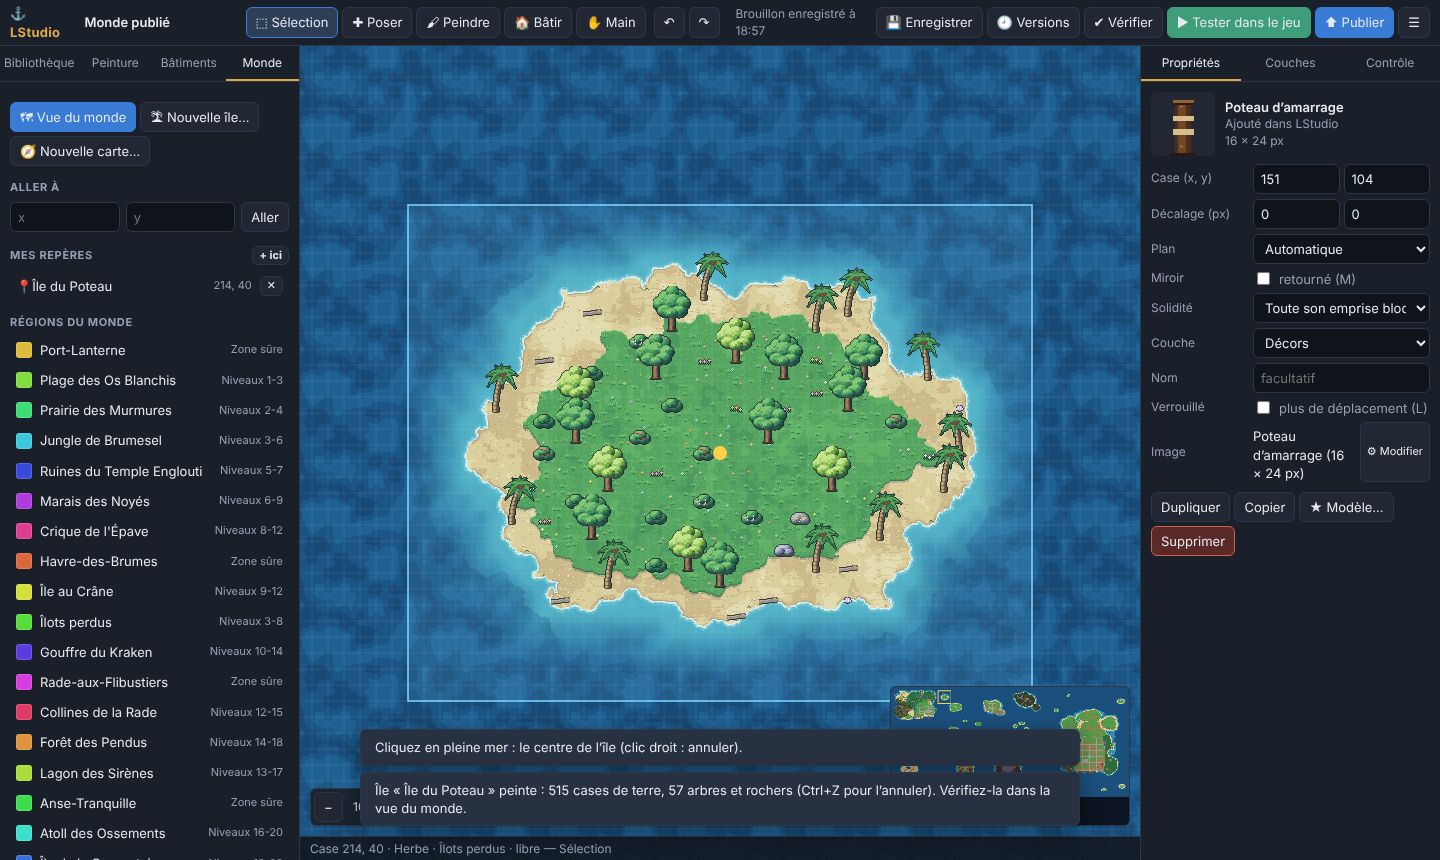 ⚓ LStudio
Monde publié
Sélection
Poser
Peindre
Bâtir
Main
Brouillon enregistré à 18:57
Enregistrer
Versions
Vérifier
Tester dans le jeu
Publier
Bibliothèque
Peinture
Bâtiments
Monde
Vue du monde
Nouvelle île...
Nouvelle carte...
ALLER À
x
y
Aller
MES REPÈRES
+ ici
Île du Poteau
214, 40
RÉGIONS DU MONDE
Port-Lanterne Zone sûre
Plage des Os Blanchis Niveaux 1-3
Prairie des Murmures Niveaux 2-4
Jungle de Brumesel Niveaux 3-6
Ruines du Temple Englouti Niveaux 5-7
Marais des Noyés Niveaux 6-9
Crique de l'Épave Niveaux 8-12
Havre-des-Brumes Zone sûre
Île au Crâne Niveaux 9-12
Îlots perdus Niveaux 3-8
Gouffre du Kraken Niveaux 10-14
Rade-aux-Flibustiers Zone sûre
Collines de la Rade Niveaux 12-15
Forêt des Pendus Niveaux 14-18
Lagon des Sirènes Niveaux 13-17
Anse-Tranquille Zone sûre
Atoll des Ossements Niveaux 16-20
Cliquez en pleine mer : le centre de l'île (clic droit : annuler).
Île « Île du Poteau » peinte : 515 cases de terre, 57 arbres et rochers (Ctrl+Z pour l'annuler). Vérifiez-la dans la
vue du monde.
Case 214, 40 · Herbe · Îlots perdus · libre — Sélection
Propriétés
Couches
Contrôle
Poteau d'amarrage
Ajouté dans LStudio
16 × 24 px
Case (x, y) 151 104
Décalage (px) 0 0
Plan Automatique
Miroir retourné (M)
Solidité Toute son emprise bloc
Couche Décors
Nom facultatif
Verrouillé plus de déplacement (L)
Image
Poteau
d'amarrage (16
× 24 px)
Modifier
Dupliquer
Copier
Modèle...
Supprimer